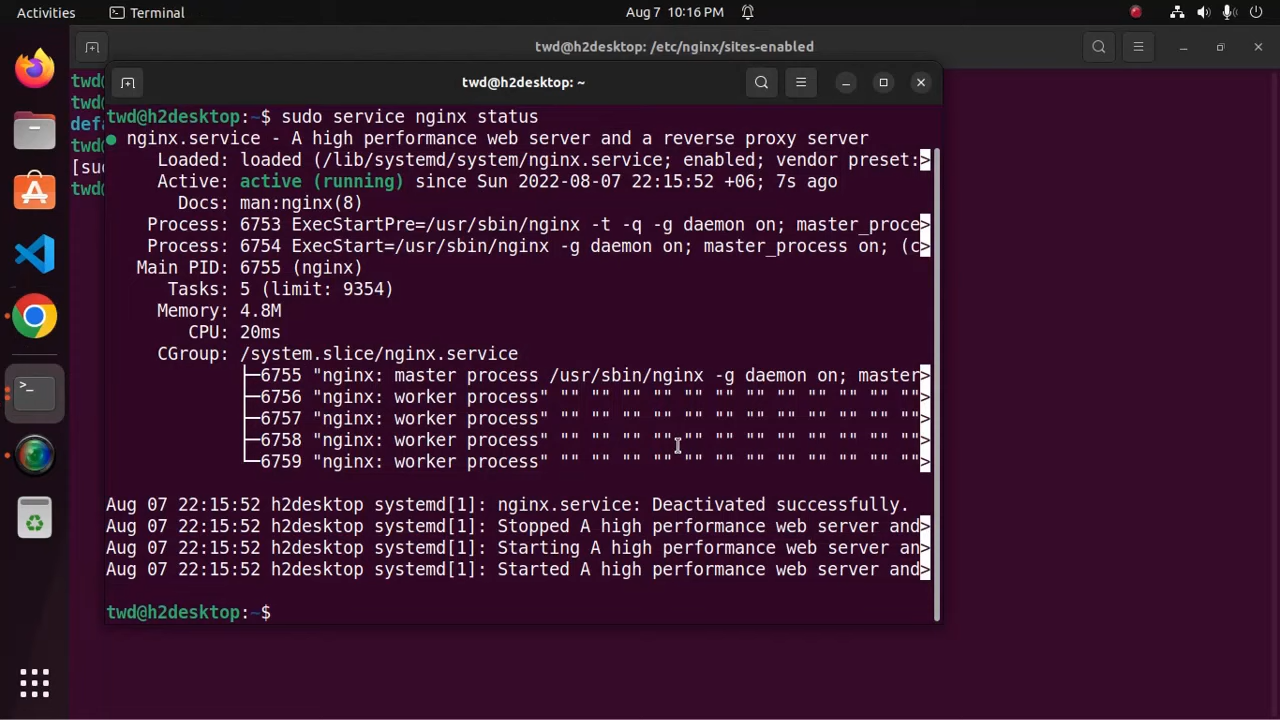 Activities
Terminal
Aug 7 10:16 PM
twd@h2desktop: /etc/nginx/sites-enabled
twd@
twd@
defa
twd@
[sud
twd@
twd@h2desktop: ~
twd@h2desktop:~$ sudo service nginx status
● nginx.service - A high performance web server and a reverse proxy server
Loaded: loaded (/lib/systemd/system/nginx.service; enabled; vendor preset:>
Active: active (running) since Sun 2022-08-07 22:15:52 +06; 7s ago
Docs: man:nginx(8)
Process: 6753 ExecStartPre=/usr/sbin/nginx -t -q -g daemon on; master_proce>
Process: 6754 ExecStart=/usr/sbin/nginx -g daemon on; master_process on; (c>
Main PID: 6755 (nginx)
Tasks: 5 (limit: 9354)
Memory: 4.8M
CPU: 20ms
CGroup: /system.slice/nginx.service
├─6755 "nginx: master process /usr/sbin/nginx -g daemon on; master>
├─6756 "nginx: worker process" "" "" "" "" "" "" "" "" "" "" "" "">
├─6757 "nginx: worker process" "" "" "" "" "" "" "" "" "" "" "" "">
├─6758 "nginx: worker process" "" "" "" "" "" "" "" "" "" "" "" "">
└─6759 "nginx: worker process" "" "" "" "" "" "" "" "" "" "" "" "">
Aug 07 22:15:52 h2desktop systemd[1]: nginx.service: Deactivated successfully.
Aug 07 22:15:52 h2desktop systemd[1]: Stopped A high performance web server and>
Aug 07 22:15:52 h2desktop systemd[1]: Starting A high performance web server an>
Aug 07 22:15:52 h2desktop systemd[1]: Started A high performance web server and>
twd@h2desktop:~$